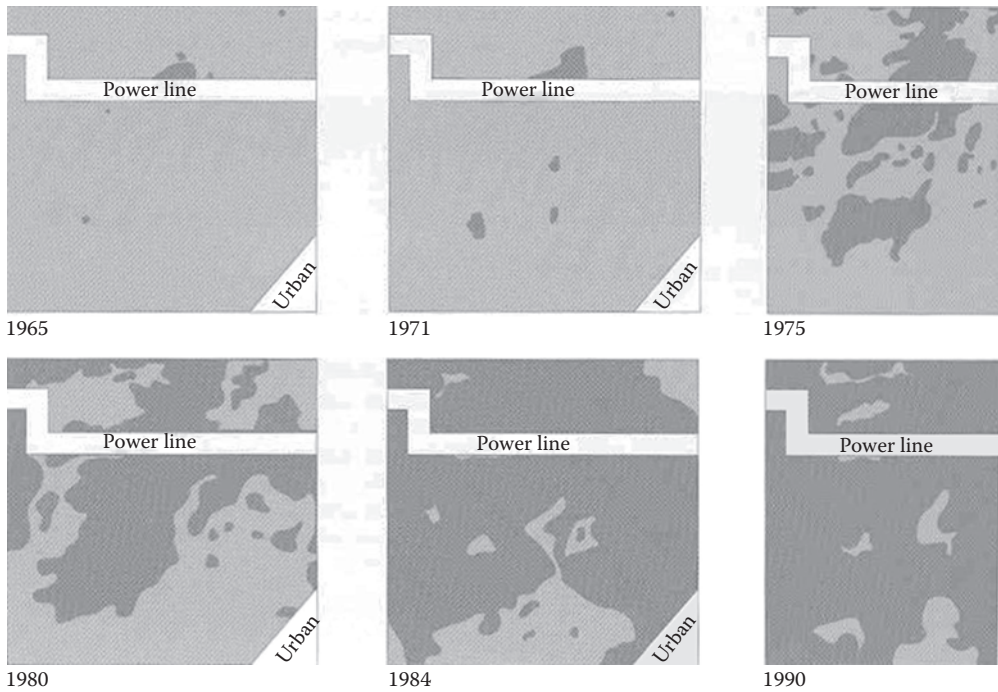 Power line
Urban
1965
Power line
Urban
1971
Power line
1975
Power line
Urban
1980
Power line
Urban
1984
Power line
1990